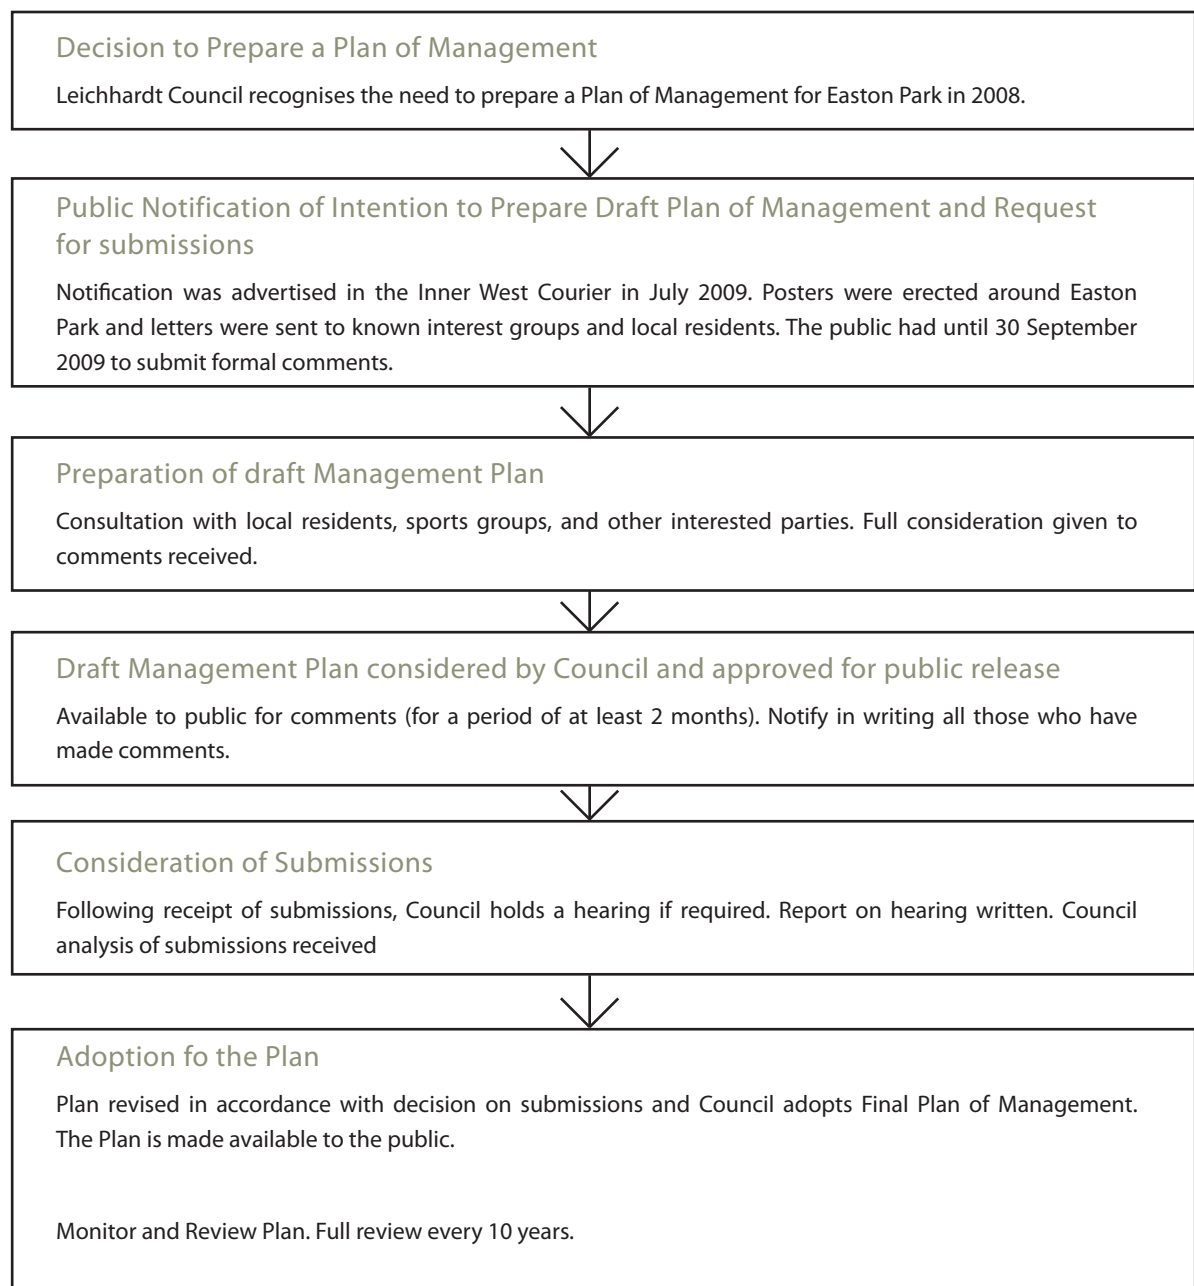 Decision to Prepare a Plan of Management
Leichhardt Council recognises the need to prepare a Plan of Management for Easton Park in 2008.
Public Notification of Intention to Prepare Draft Plan of Management and Request
for submissions
Notification was advertised in the Inner West Courier in July 2009. Posters were erected around Easton
Park and letters were sent to known interest groups and local residents. The public had until 30 September
2009 to submit formal comments.
Preparation of draft Management Plan
Consultation with local residents, sports groups, and other interested parties. Full consideration given to
comments received.
Draft Management Plan considered by Council and approved for public release
Available to public for comments (for a period of at least 2 months). Notify in writing all those who have
made comments.
Consideration of Submissions
Following receipt of submissions, Council holds a hearing if required. Report on hearing written. Council
analysis of submissions received
Adoption fo the Plan
Plan revised in accordance with decision on submissions and Council adopts Final Plan of Management.
The Plan is made available to the public.
Monitor and Review Plan. Full review every 10 years.